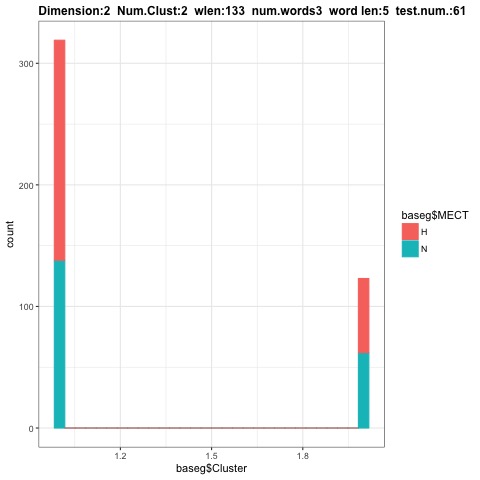 Dimension:2 Num.Clust:2 wlen:133 num.words3 word len:5 test.num.:61
300
200
100
0
count
1.2 1.5 1.8
baseg$Cluster
baseg$MECT
H
N